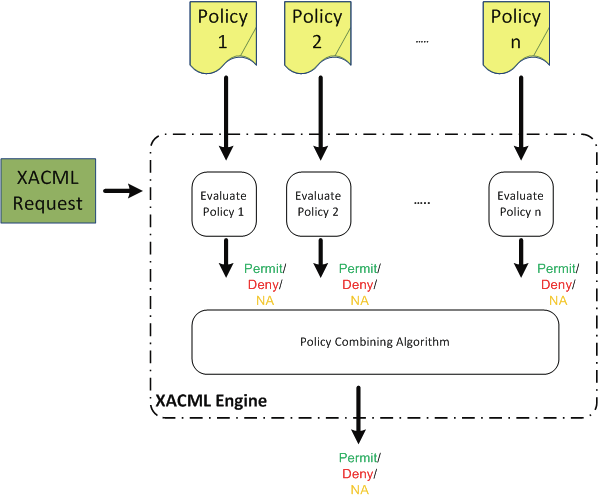 Policy
1
Policy
2
.....
Policy
n
XACML
Request
Evaluate
Policy 1
Evaluate
Policy 2
.....
Evaluate
Policy n
Permit/
Deny/
NA
Permit/
Deny/
NA
Permit/
Deny/
NA
Policy Combining Algorithm
XACML Engine
Permit/
Deny/
NA